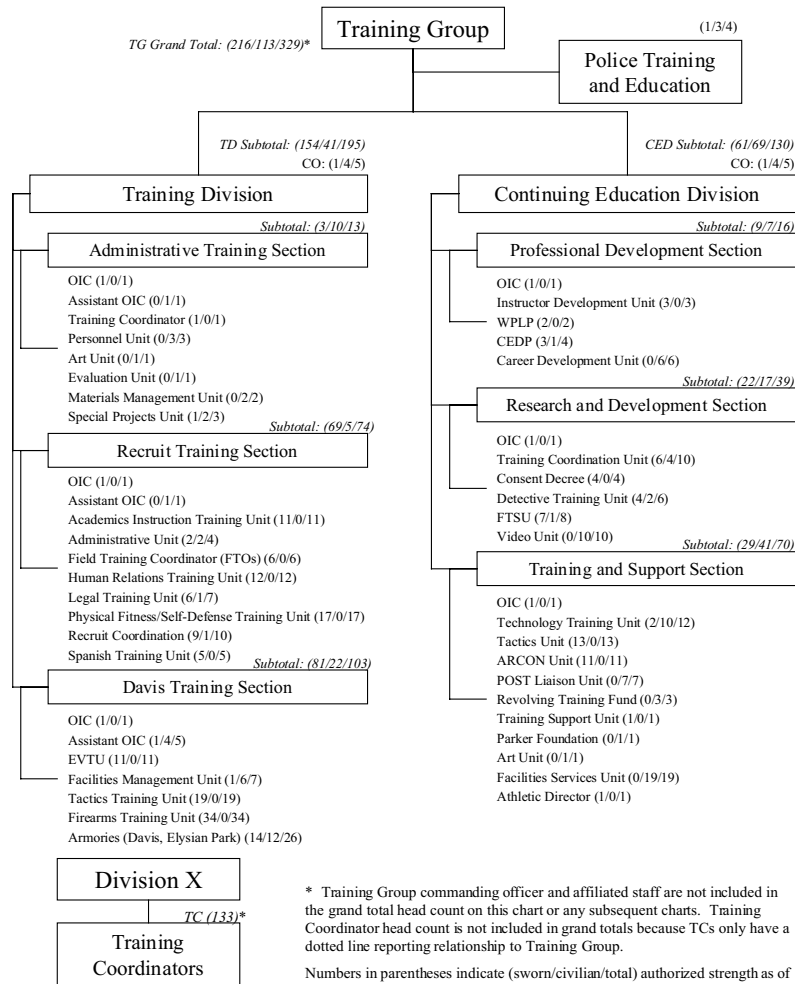 Training Group
TG Grand Total: (216/113/329)*
(1/3/4)
Police Training
and Education
TD Subtotal: (154/41/195)
CO: (1/4/5)
Training Division
Subtotal: (3/10/13)
Administrative Training Section
OIC (1/0/1)
Assistant OIC (0/1/1)
Training Coordinator (1/0/1)
Personnel Unit (0/3/3)
Art Unit (0/1/1)
Evaluation Unit (0/1/1)
Materials Management Unit (0/2/2)
Special Projects Unit (1/2/3)
Subtotal: (69/5/74)
Recruit Training Section
OIC (1/0/1)
Assistant OIC (0/1/1)
Academics Instruction Training Unit (11/0/11)
Administrative Unit (2/2/4)
Field Training Coordinator (FTOs) (6/0/6)
Human Relations Training Unit (12/0/12)
Legal Training Unit (6/1/7)
Physical Fitness/Self-Defense Training Unit (17/0/17)
Recruit Coordination (9/1/10)
Spanish Training Unit (5/0/5)
Subtotal: (81/22/103)
Davis Training Section
OIC (1/0/1)
Assistant OIC (1/4/5)
EVTU (11/0/11)
Facilities Management Unit (1/6/7)
Tactics Training Unit (19/0/19)
Firearms Training Unit (34/0/34)
Armories (Davis, Elysian Park) (14/12/26)
CED Subtotal: (61/69/130)
CO: (1/4/5)
Continuing Education Division
Subtotal: (9/7/16)
Professional Development Section
OIC (1/0/1)
Instructor Development Unit (3/0/3)
WPLP (2/0/2)
CEDP (3/1/4)
Career Development Unit (0/6/6)
Subtotal: (22/17/39)
Research and Development Section
OIC (1/0/1)
Training Coordination Unit (6/4/10)
Consent Decree (4/0/4)
Detective Training Unit (4/2/6)
FTSU (7/1/8)
Video Unit (0/10/10)
Subtotal: (29/41/70)
Training and Support Section
OIC (1/0/1)
Technology Training Unit (2/10/12)
Tactics Unit (13/0/13)
ARCON Unit (11/0/11)
POST Liaison Unit (0/7/7)
Revolving Training Fund (0/3/3)
Training Support Unit (1/0/1)
Parker Foundation (0/1/1)
Art Unit (0/1/1)
Facilities Services Unit (0/19/19)
Athletic Director (1/0/1)
Division X
TC (133)*
Training
Coordinators
* Training Group commanding officer and affiliated staff are not included in
the grand total head count on this chart or any subsequent charts. Training
Coordinator head count is not included in grand totals because TCs only have a
dotted line reporting relationship to Training Group.
Numbers in parentheses indicate (sworn/civilian/total) authorized strength as of